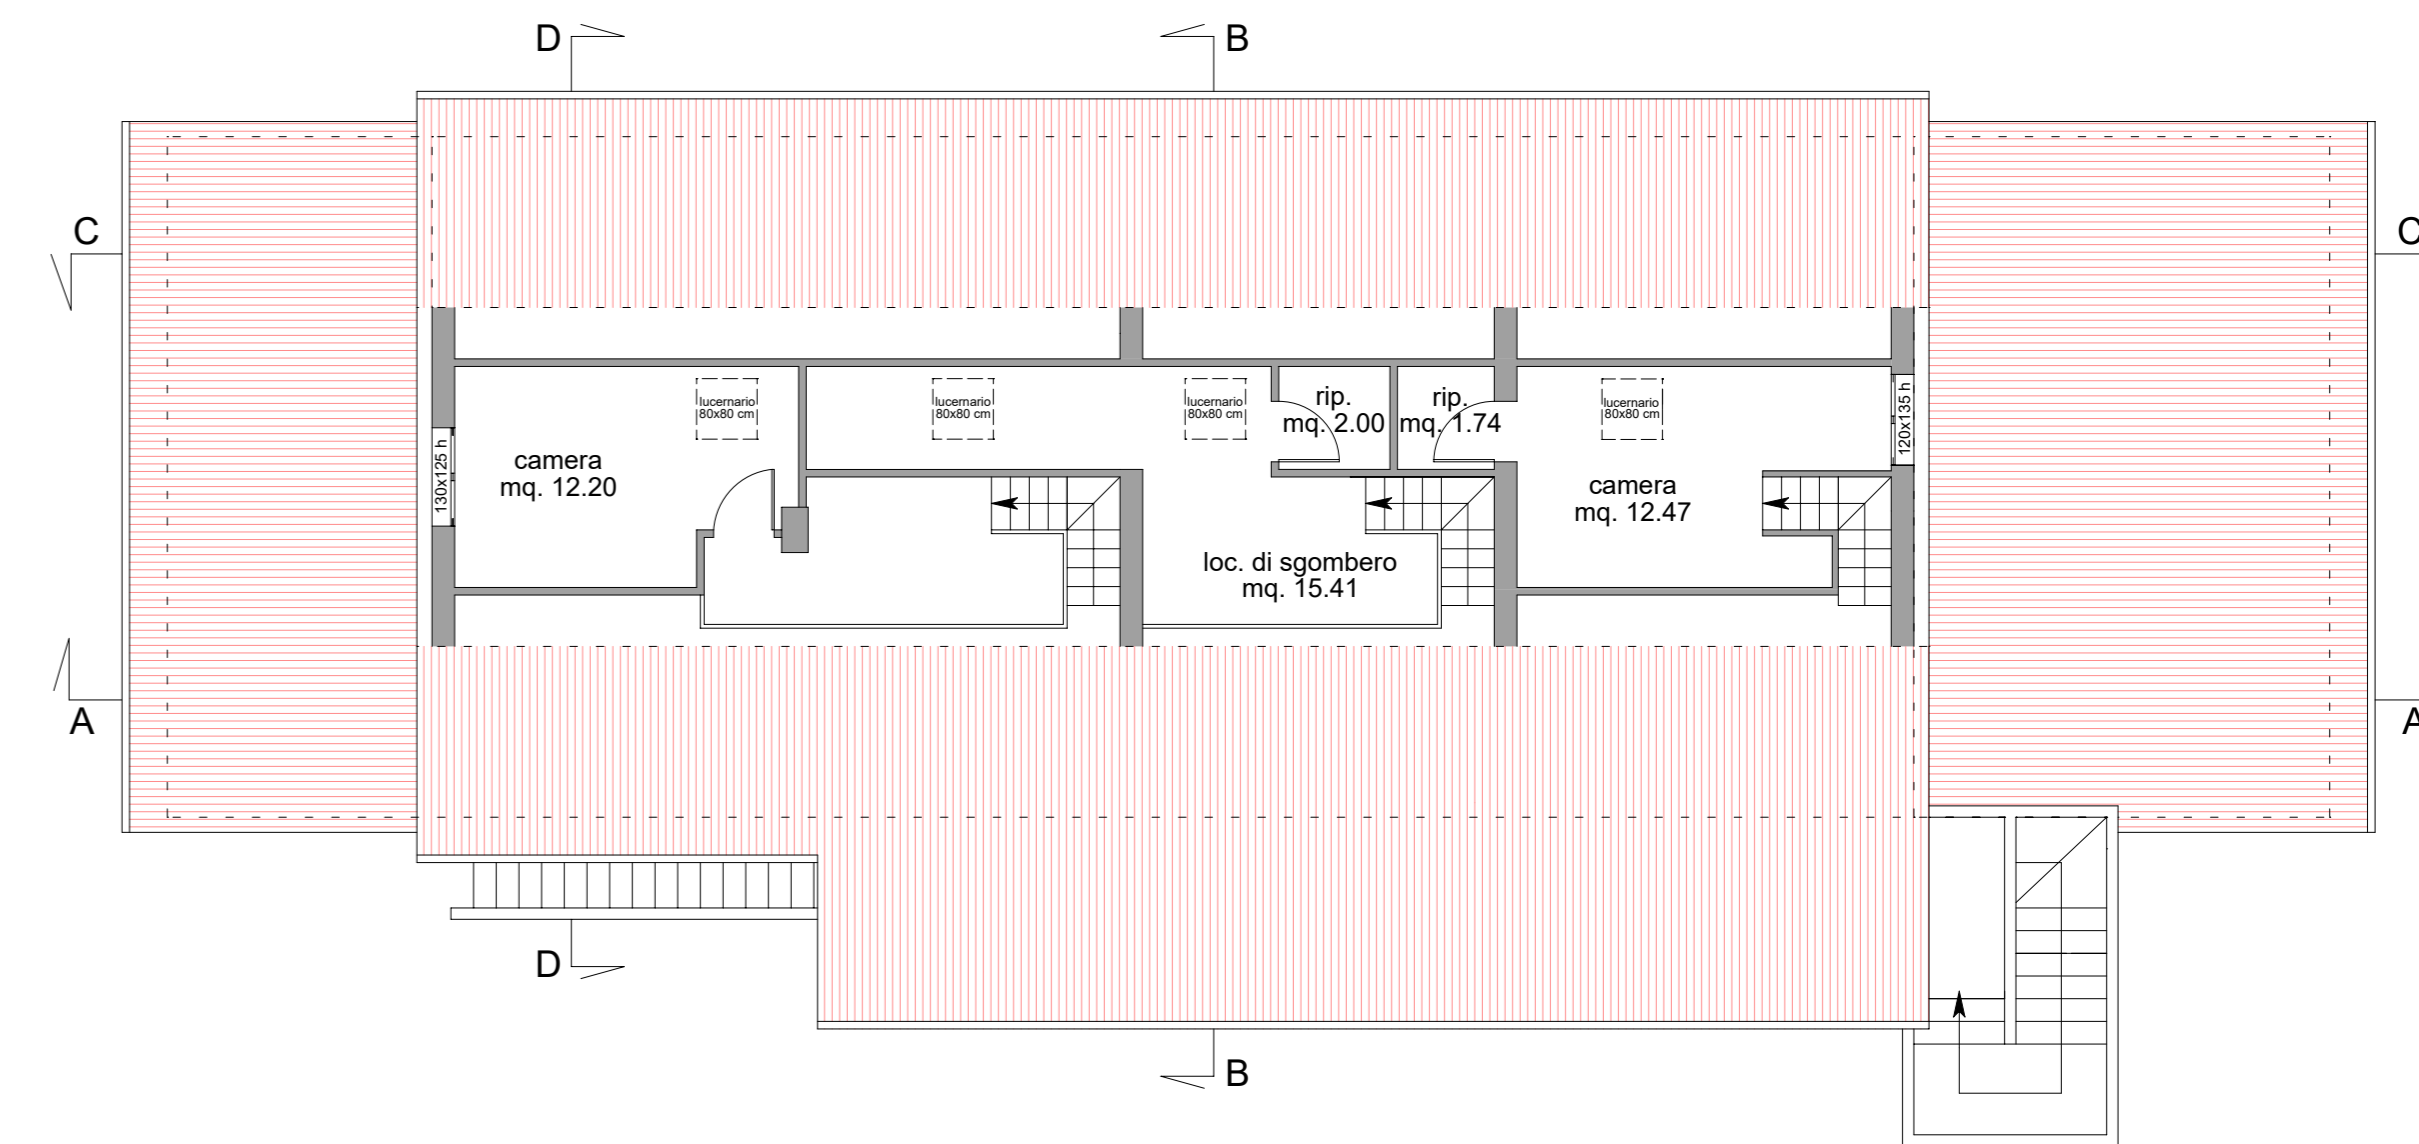 D
B
C
C
lucernario
80x80 cm
lucernario
80x80 cm
lucernario
80x80 cm
lucernario
80x80 cm
rip.
mq. 2.00
rip.
mq. 1.74
120x135 h
130x125 h
camera
mq. 12.20
camera
mq. 12.47
loc. di sgombero
mq. 15.41
A
A
D
B